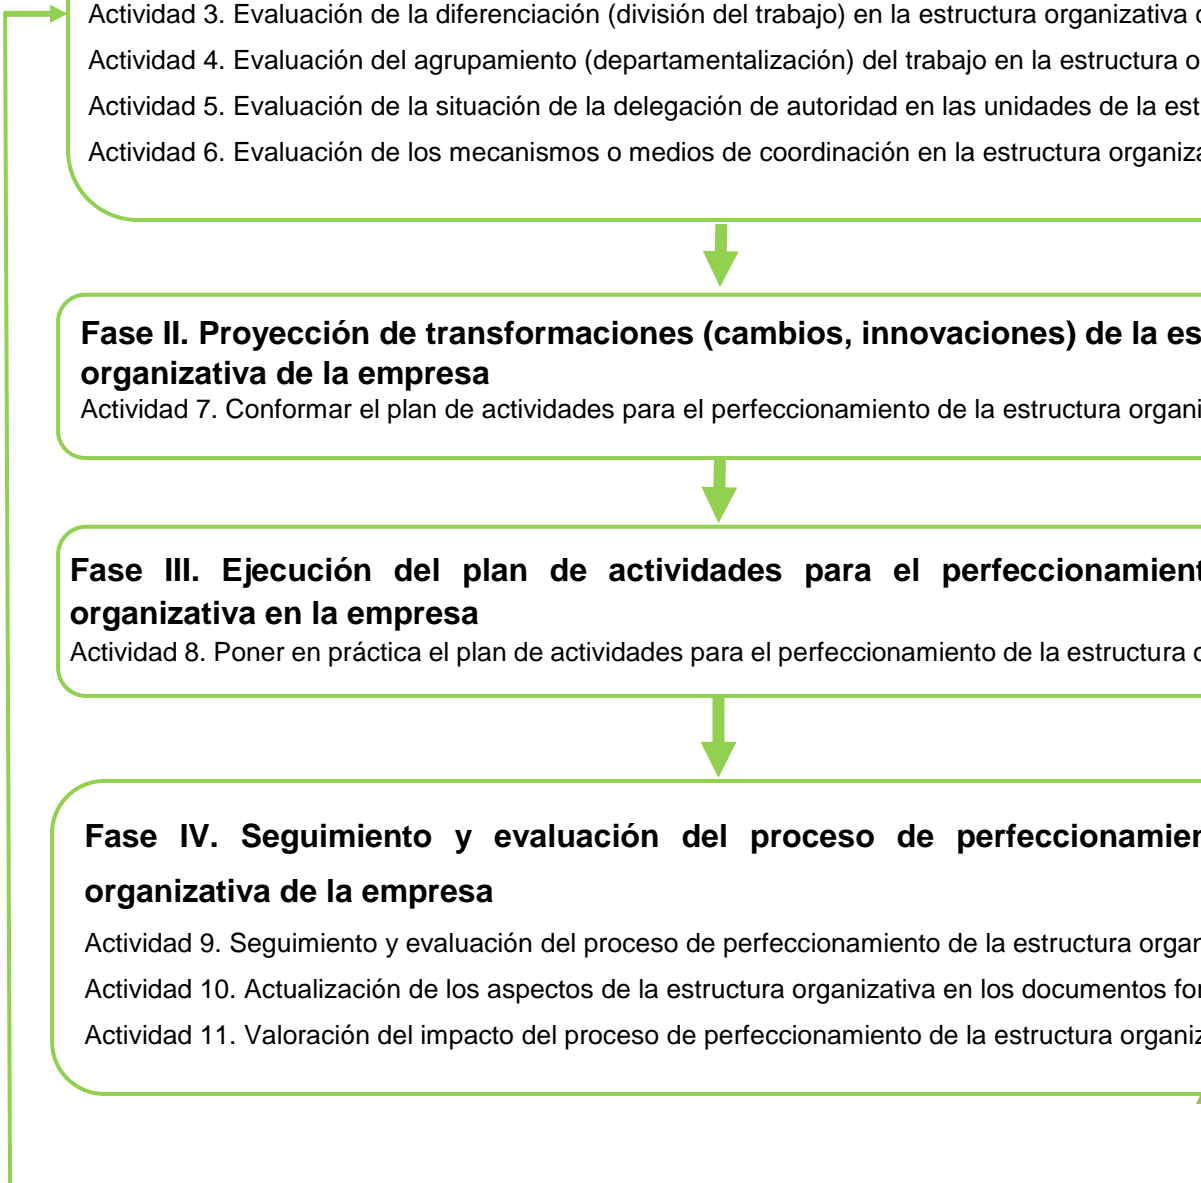 Actividad 3. Evaluación de la diferenciación (división del trabajo) en la estructura organizativa
Actividad 4. Evaluación del agrupamiento (departamentalización) del trabajo en la estructura
Actividad 5. Evaluación de la situación de la delegación de autoridad en las unidades de la
Actividad 6. Evaluación de los mecanismos o medios de coordinación en la estructura
Fase II. Proyección de transformaciones (cambios, innovaciones) de la
organizativa de la empresa
Actividad 7. Conformar el plan de actividades para el perfeccionamiento de la estructura
Fase III. Ejecución del plan de actividades para el
organizativa en la empresa
Actividad 8. Poner en práctica el plan de actividades para el perfeccionamiento de la estructura
Fase IV. Seguimiento y evaluación del proceso de
organizativa de la empresa
Actividad 9. Seguimiento y evaluación del proceso de perfeccionamiento de la estructura
Actividad 10. Actualización de los aspectos de la estructura organizativa en los documentos
Actividad 11. Valoración del impacto del proceso de perfeccionamiento de la estructura